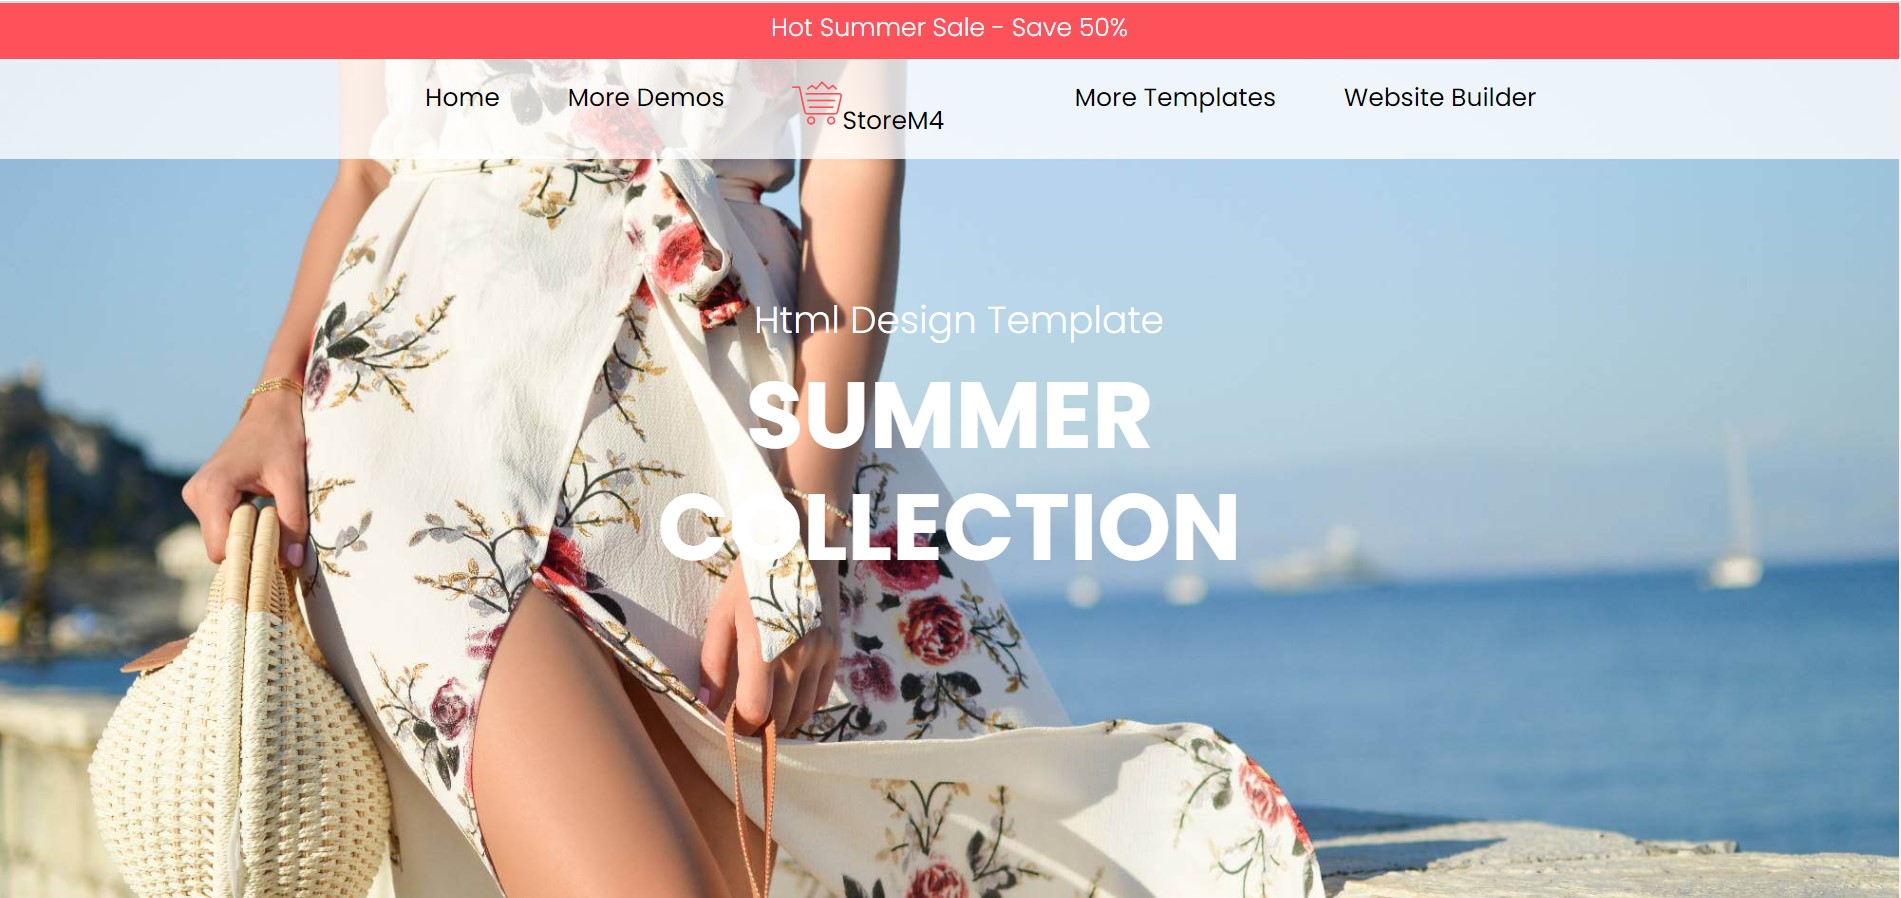 Hot Summer Sale - Save 50%
Home More Demos StoreM4 More Templates Website Builder
Html Design Template
SUMMER
COLLECTION